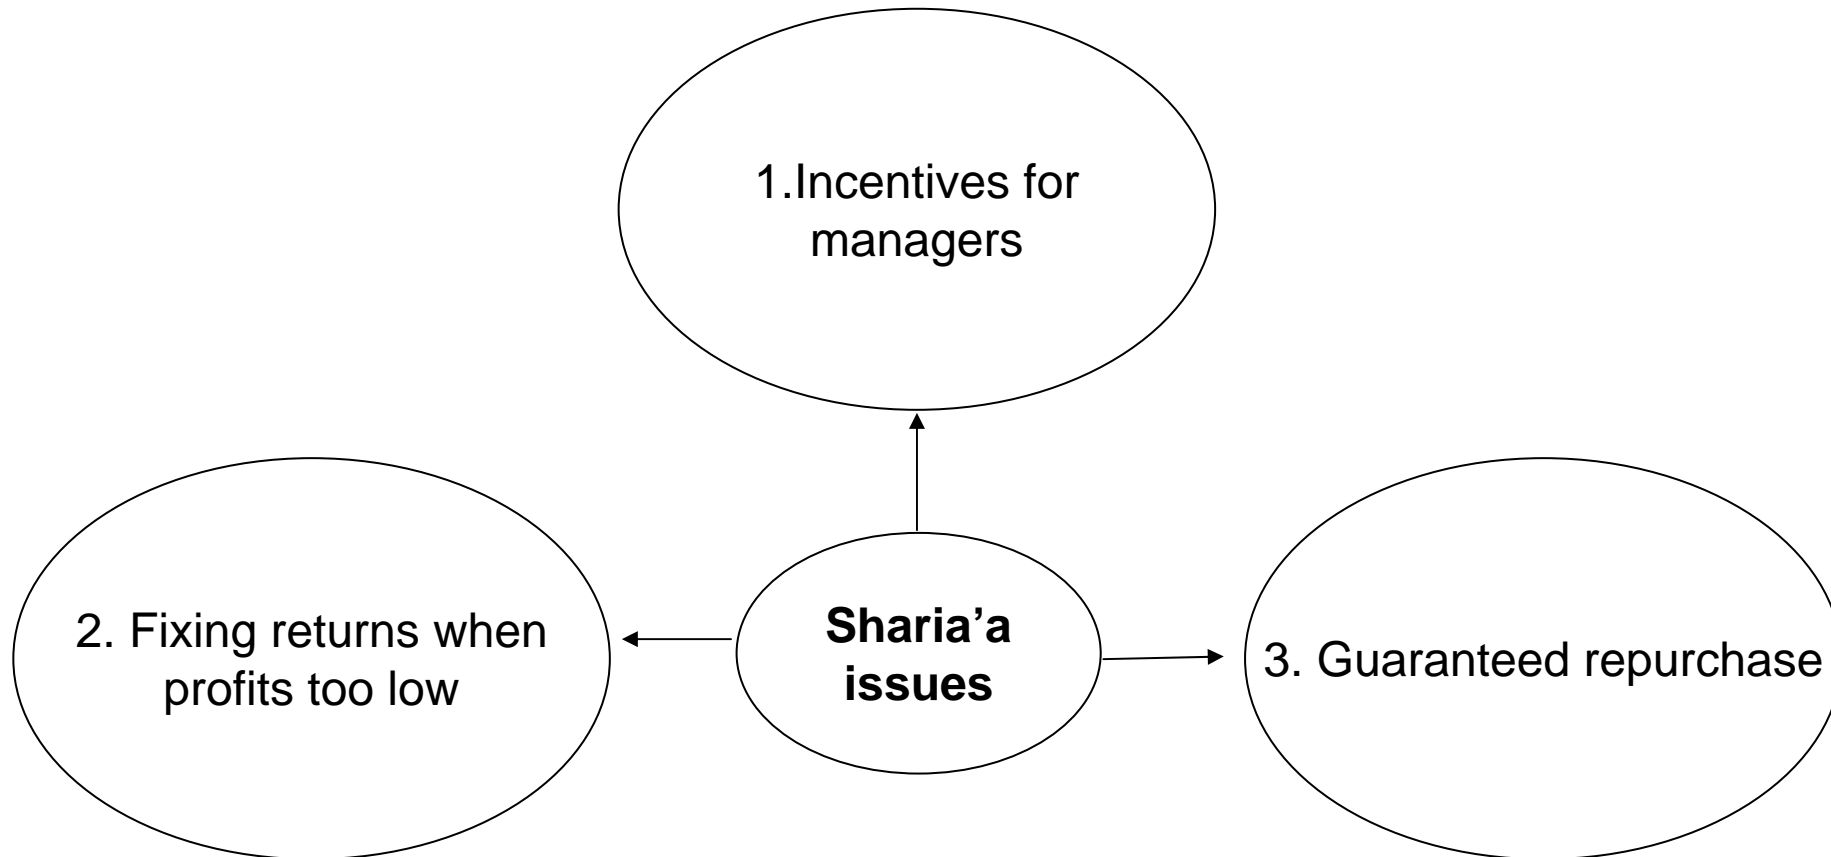 1.Incentives for
managers
2. Fixing returns when
profits too low
Sharia’a
issues
3. Guaranteed repurchase